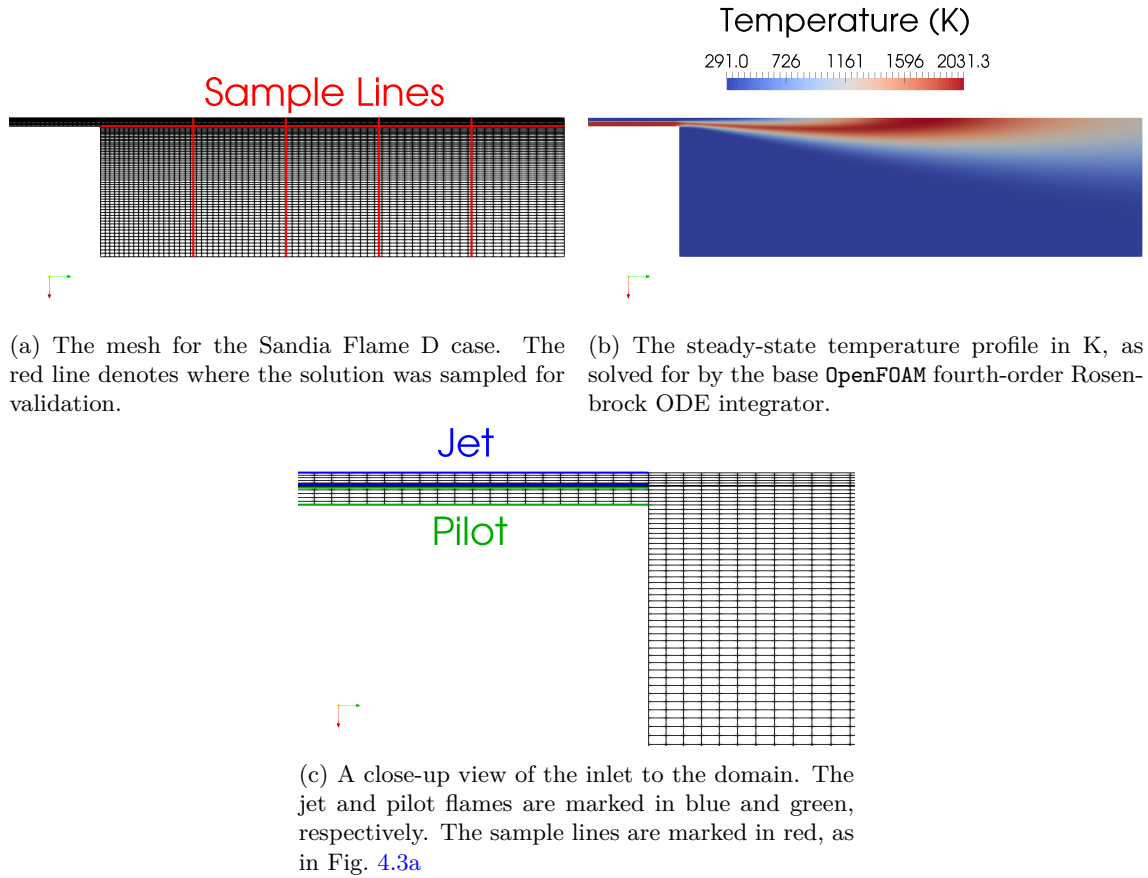 Temperature (K)
291.0 726 1161 1596 2031.3
Sample Lines
(a) The mesh for the Sandia Flame D case. The
red line denotes where the solution was sampled for
validation.
(b) The steady-state temperature profile in K, as
solved for by the base OpenFOAM fourth-order Rosen-
brock ODE integrator.
Jet
Pilot
(c) A close-up view of the inlet to the domain. The
jet and pilot flames are marked in blue and green,
respectively. The sample lines are marked in red, as
in Fig. 4.3a